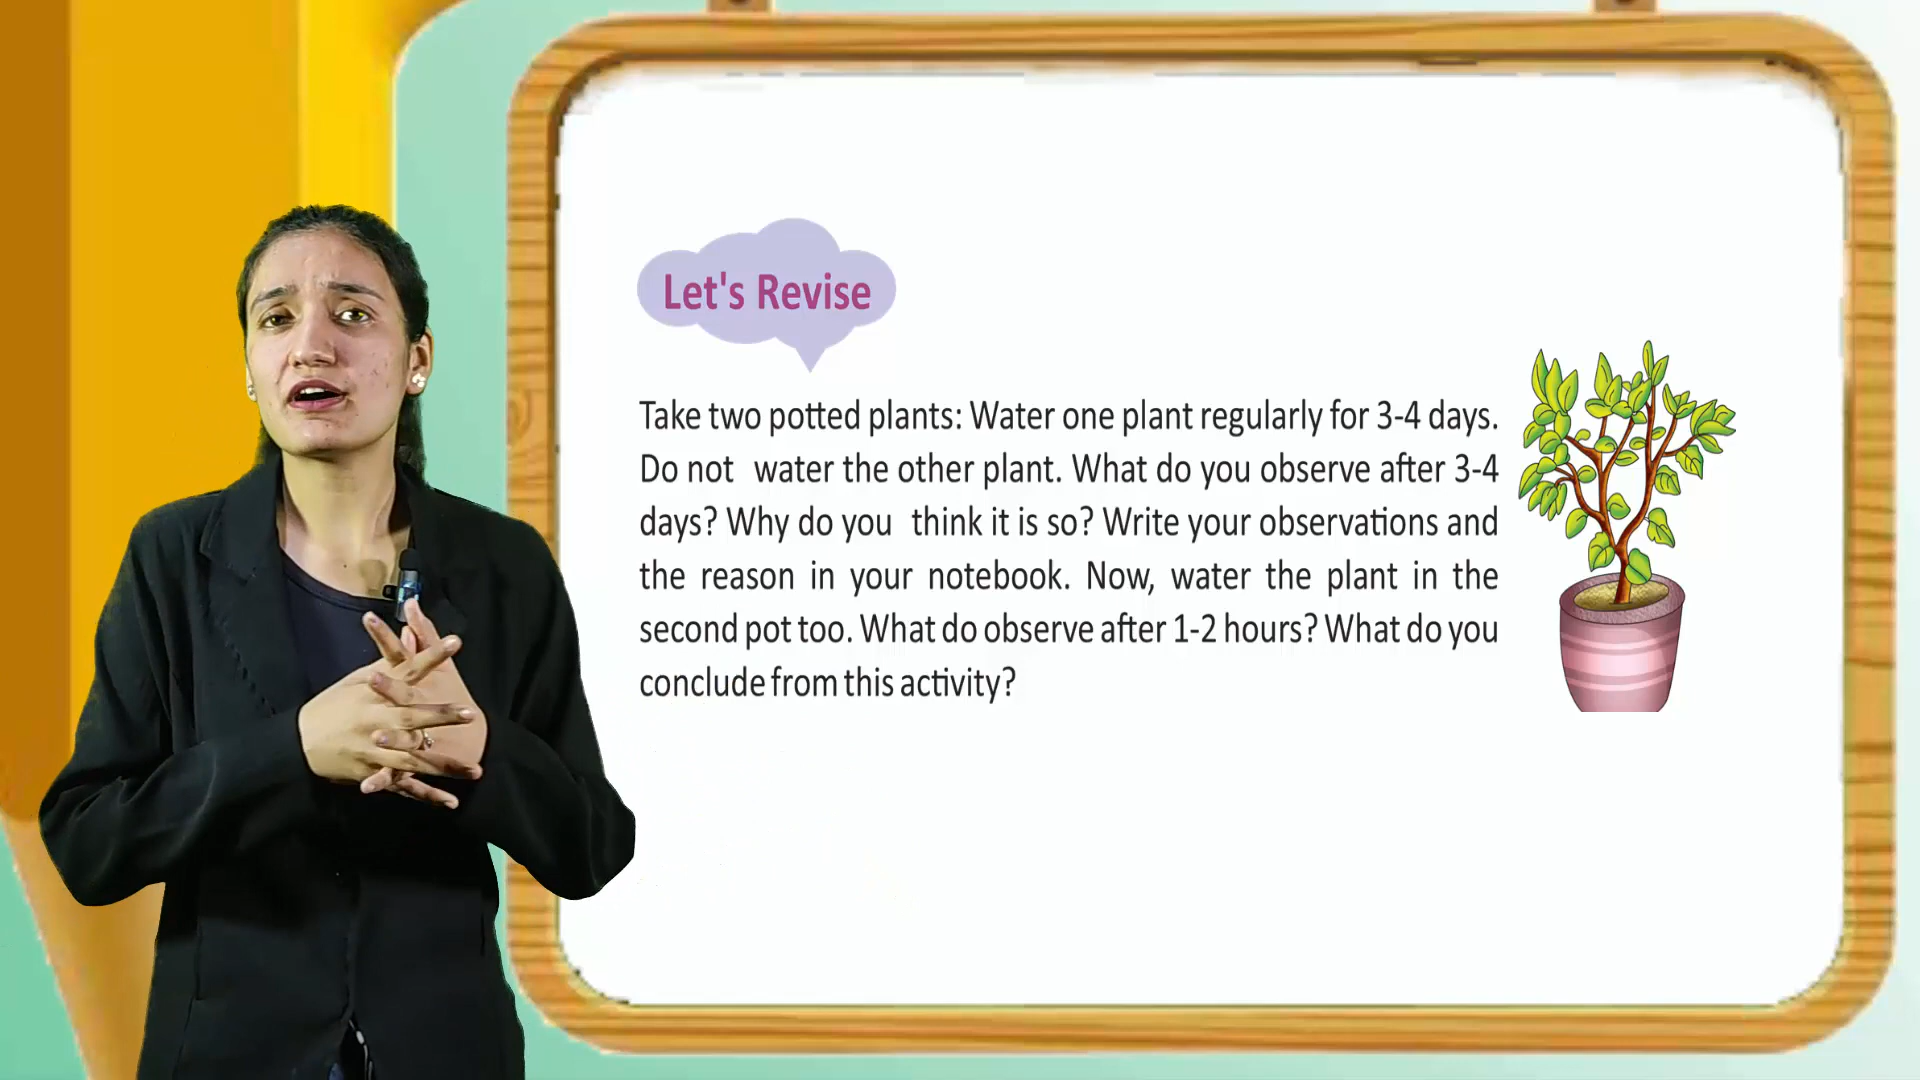 Let's Revise
Take two potted plants: Water one plant regularly for 3-4 days.
Do not water the other plant. What do you observe after 3-4
days? Why do you think it is so? Write your observations and
the reason in your notebook. Now, water the plant in the
second pot too. What do observe after 1-2 hours? What do you
conclude from this activity?